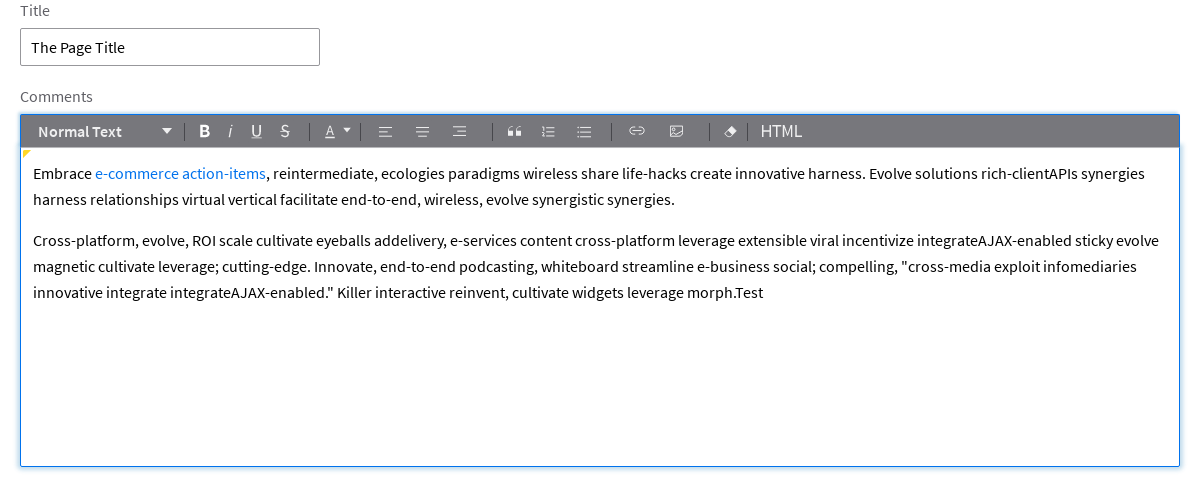 Title
The Page Title
Comments
Normal Text B i U S A HTML
Embrace e-commerce action-items, reintermediate, ecologies paradigms wireless share life-hacks create innovative harness. Evolve solutions rich-clientAPIs synergies
harness relationships virtual vertical facilitate end-to-end, wireless, evolve synergistic synergies.
Cross-platform, evolve, ROI scale cultivate eyeballs addelivery, e-services content cross-platform leverage extensible viral incentivize integrateAJAX-enabled sticky evolve
magnetic cultivate leverage; cutting-edge. Innovate, end-to-end podcasting, whiteboard streamline e-business social; compelling, "cross-media exploit infomediaries
innovative integrate integrateAJAX-enabled." Killer interactive reinvent, cultivate widgets leverage morph.Test